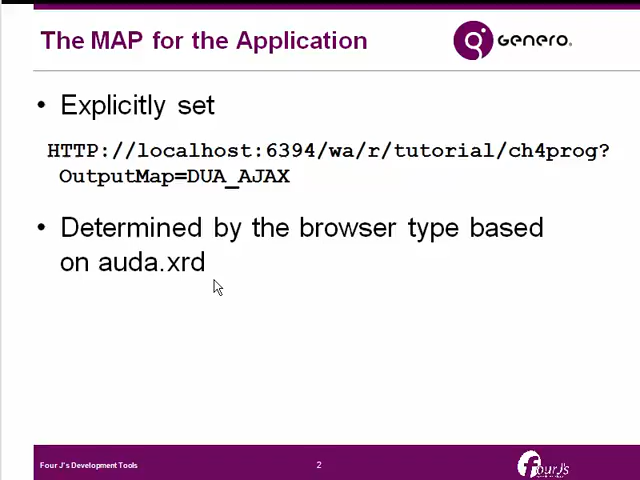 The MAP for the Application
Genero.
• Explicitly set
HTTP://localhost:6394/wa/r/tutorial/ch4prog?
OutputMap=DUA_AJAX
• Determined by the browser type based
on auda.xrd
Four J's Development Tools
2
Four J's